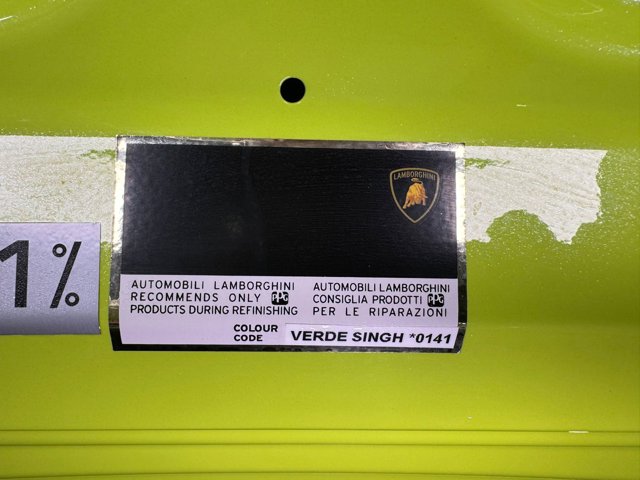 LAMBORGHINI
1%
AUTOMOBILI LAMBORGHINI
RECOMMENDS ONLY PPG
PRODUCTS DURING REFINISHING
AUTOMOBILI LAMBORGHINI
CONSIGLIA PRODOTTI PPG
PER LE RIPARAZIONI
COLOUR
CODE
VERDE SINGH *0141